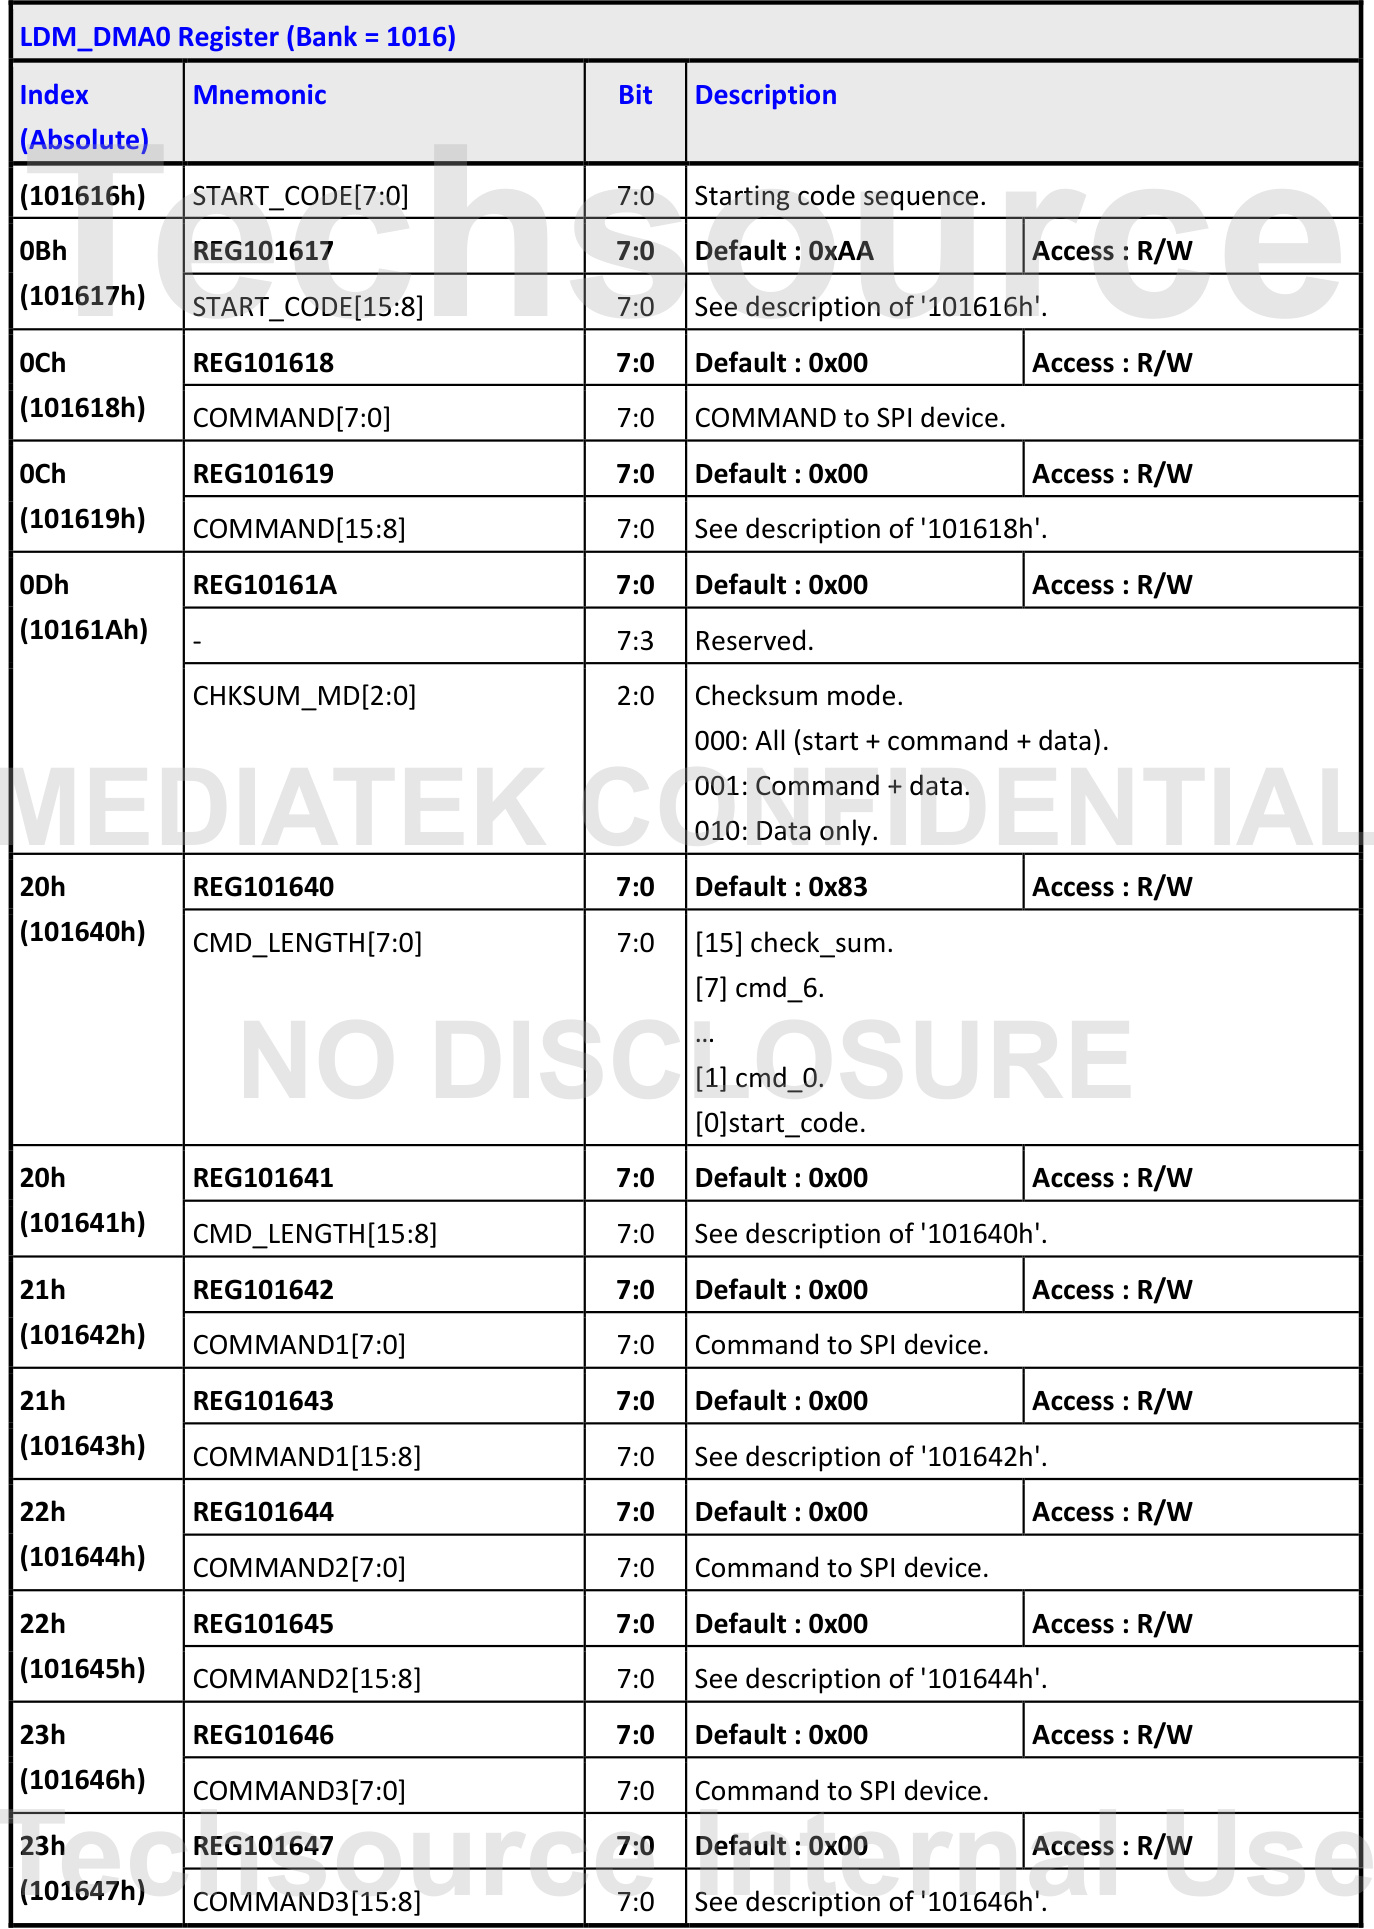 LDM_DMA0 Register (Bank = 1016)
Index (Absolute) Mnemonic Bit Description
(101616h) START_CODE[7:0] 7:0 Starting code sequence.
0Bh REG101617 7:0 Default : 0xAA Access : R/W
(101617h) START_CODE[15:8] 7:0 See description of '101616h'.
0Ch REG101618 7:0 Default : 0x00 Access : R/W
(101618h) COMMAND[7:0] 7:0 COMMAND to SPI device.
0Ch REG101619 7:0 Default : 0x00 Access : R/W
(101619h) COMMAND[15:8] 7:0 See description of '101618h'.
0Dh REG10161A 7:0 Default : 0x00 Access : R/W
(10161Ah) - 7:3 Reserved.
CHKSUM_MD[2:0] 2:0 Checksum mode.
000: All (start + command + data).
001: Command + data.
010: Data only.
20h REG101640 7:0 Default : 0x83 Access : R/W
(101640h) CMD_LENGTH[7:0] 7:0 [15] check_sum.
[7] cmd_6.
...
[1] cmd_0.
[0]start_code.
20h REG101641 7:0 Default : 0x00 Access : R/W
(101641h) CMD_LENGTH[15:8] 7:0 See description of '101640h'.
21h REG101642 7:0 Default : 0x00 Access : R/W
(101642h) COMMAND1[7:0] 7:0 Command to SPI device.
21h REG101643 7:0 Default : 0x00 Access : R/W
(101643h) COMMAND1[15:8] 7:0 See description of '101642h'.
22h REG101644 7:0 Default : 0x00 Access : R/W
(101644h) COMMAND2[7:0] 7:0 Command to SPI device.
22h REG101645 7:0 Default : 0x00 Access : R/W
(101645h) COMMAND2[15:8] 7:0 See description of '101644h'.
23h REG101646 7:0 Default : 0x00 Access : R/W
(101646h) COMMAND3[7:0] 7:0 Command to SPI device.
23h REG101647 7:0 Default : 0x00 Access : R/W
(101647h) COMMAND3[15:8] 7:0 See description of '101646h'.
Techsource
MEDIATEK CONFIDENTIAL
NO DISCLOSURE
Techsource Internal Use